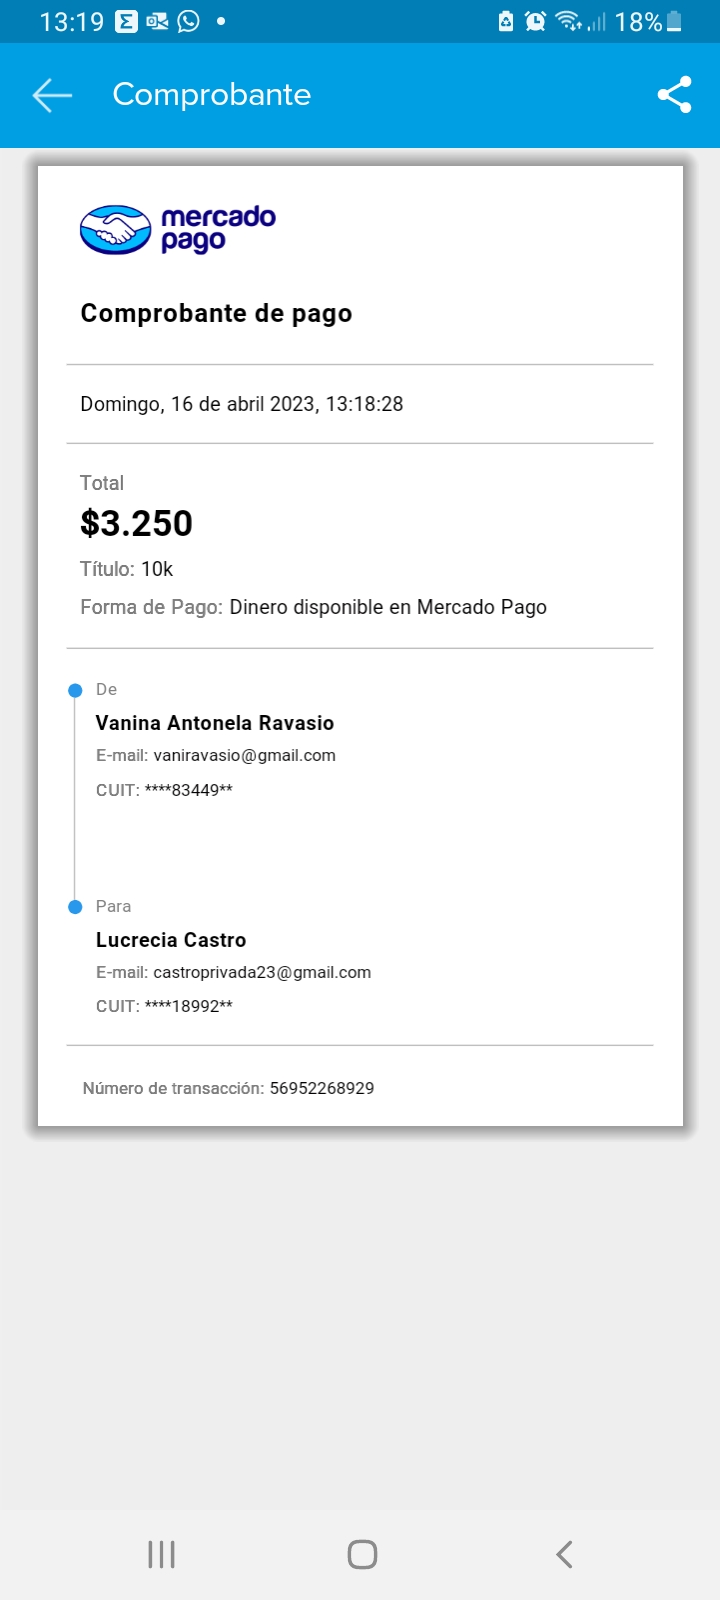 13:19
18%
Comprobante
mercado
pago
Comprobante de pago
Domingo, 16 de abril 2023, 13:18:28
Total
$3.250
Título: 10k
Forma de Pago: Dinero disponible en Mercado Pago
De
Vanina Antonela Ravasio
E-mail: vaniravasio@gmail.com
CUIT: ****83449**
Para
Lucrecia Castro
E-mail: castroprivada23@gmail.com
CUIT: ****18992**
Número de transacción: 56952268929